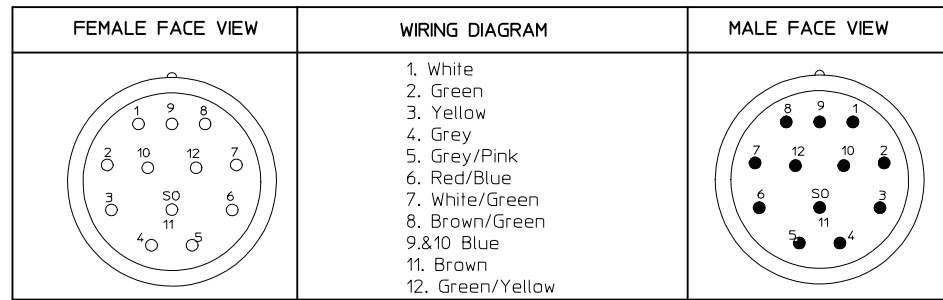 FEMALE FACE VIEW
WIRING DIAGRAM
MALE FACE VIEW
1 9 8
2 10 12 7
3 SO 6
11
4 5
1. White
2. Green
3. Yellow
4. Grey
5. Grey/Pink
6. Red/Blue
7. White/Green
8. Brown/Green
9.&10 Blue
11. Brown
12. Green/Yellow
8 9 1
7 12 10 2
6 SO 3
11
5 4